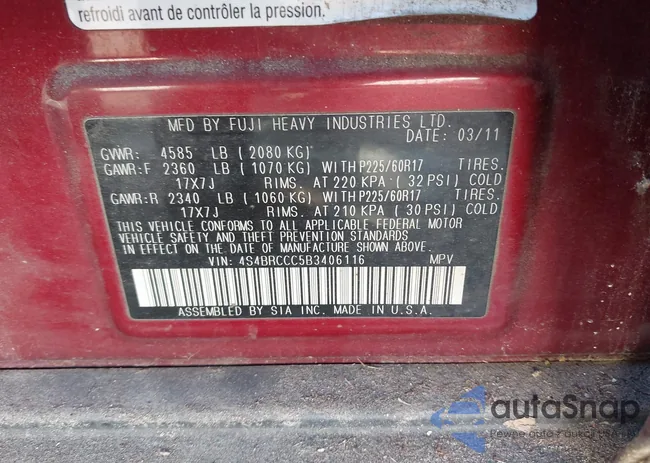 refroidi avant de contrôler la pression.
MFD BY FUJI HEAVY INDUSTRIES LTD.
DATE: 03/11
GVWR: 4585 LB ( 2080 KG)
GAWR:F 2360 LB ( 1070 KG) WITH P225/60R17 TIRES.
17X7J RIMS. AT 220 KPA ( 32 PSI) COLD
GAWR:R 2340 LB ( 1060 KG) WITH P225/60R17 TIRES.
17X7J RIMS. AT 210 KPA ( 30 PSI) COLD
THIS VEHICLE CONFORMS TO ALL APPLICABLE FEDERAL MOTOR
VEHICLE SAFETY AND THEFT PREVENTION STANDARDS
IN EFFECT ON THE DATE OF MANUFACTURE SHOWN ABOVE.
VIN: 4S4BRCCC5B3406116 MPV
ASSEMBLED BY SIA INC. MADE IN U.S.A.
autoSnap
Pewne auto z aukcji